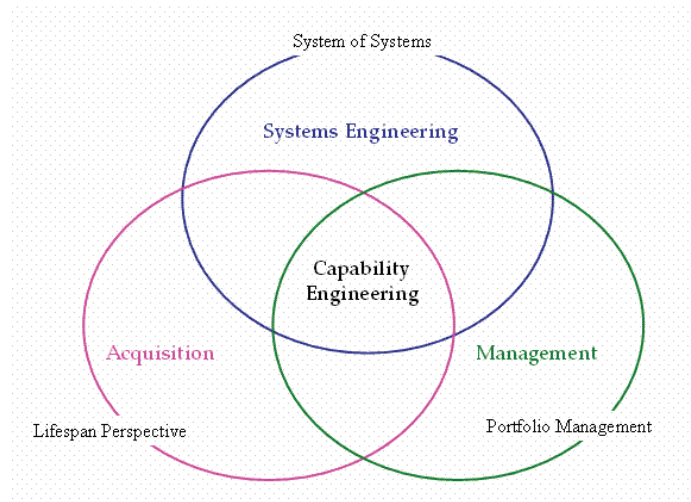 System of Systems
Systems Engineering
Capability
Engineering
Acquisition
Management
Lifespan Perspective
Portfolio Management